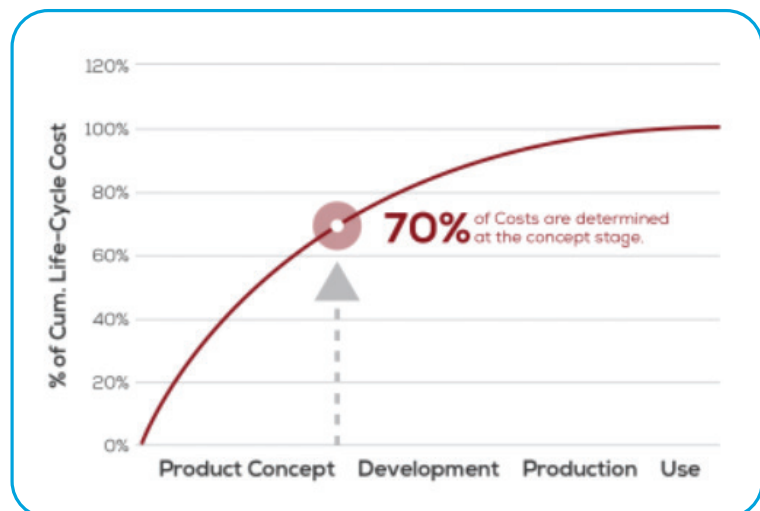 120%
100%
80%
60%
40%
20%
0%
% of Cum. Life-Cycle Cost
70% of Costs are determined
at the concept stage.
Product Concept Development Production Use